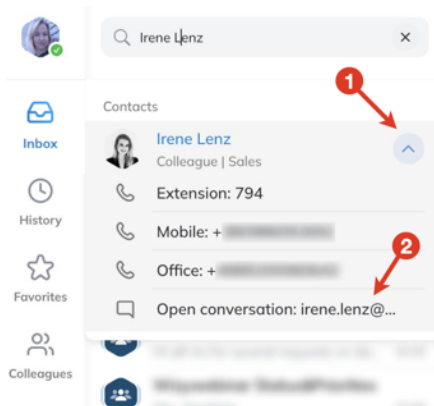 Irene Lenz
Contacts
1
Irene Lenz
Colleague | Sales
Inbox
Extension: 794
History
Mobile: +
2
Office: +
Favorites
Open conversation: irene.lenz@...
Colleagues